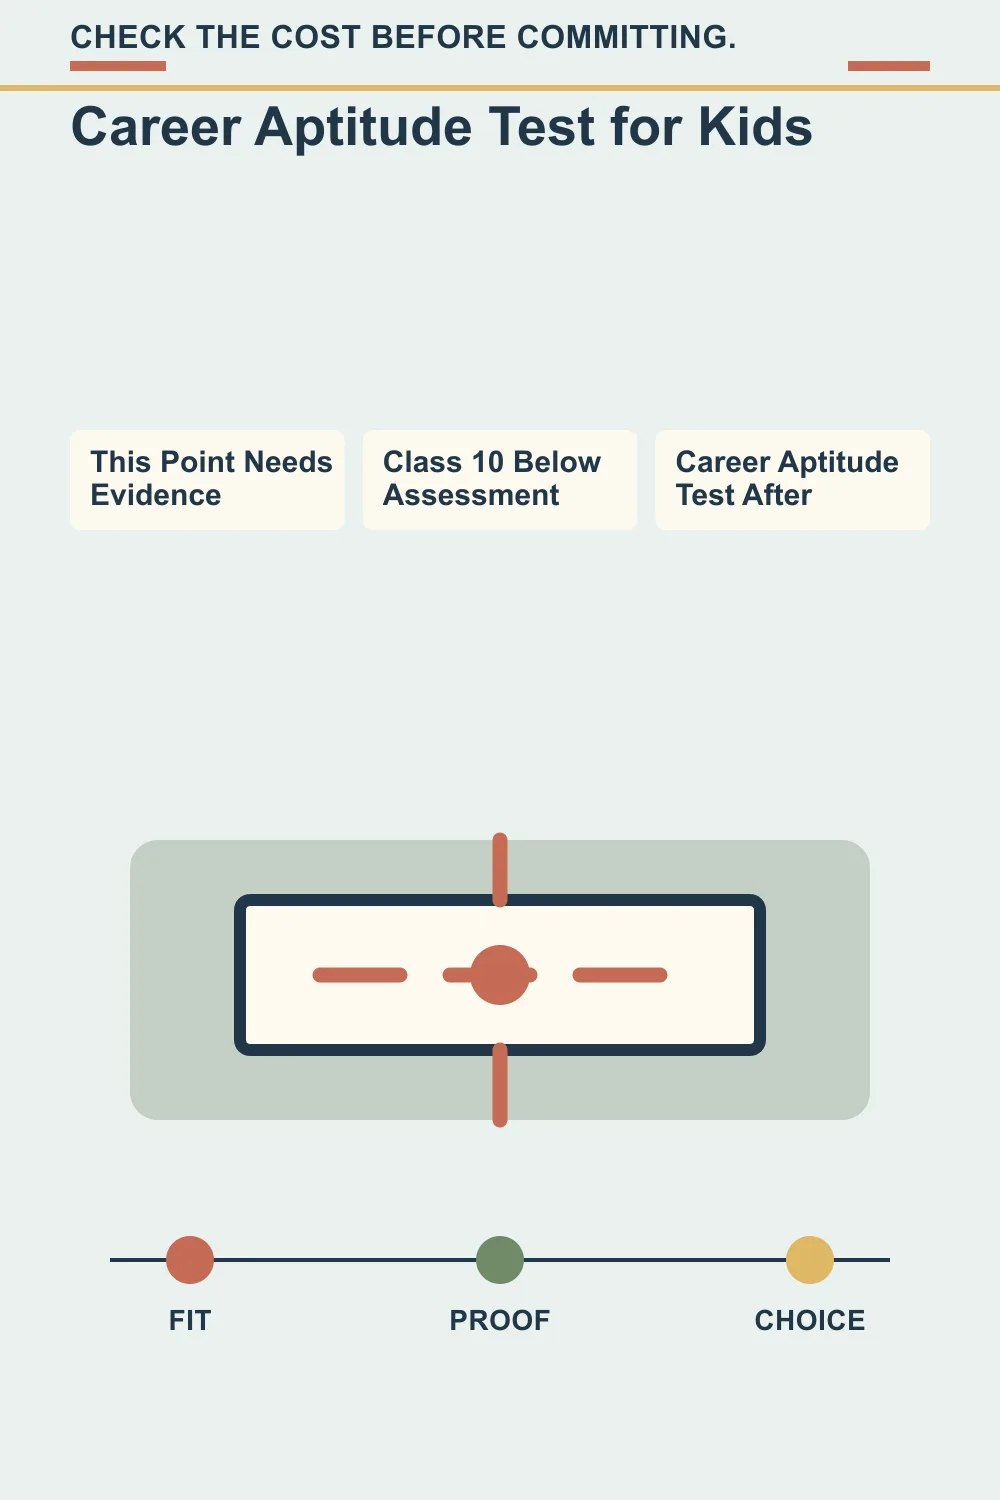 CHECK THE COST BEFORE COMMITTING.
Career Aptitude Test for Kids
This Point Needs
Evidence
Class 10 Below
Assessment
Career Aptitude
Test After
FIT
PROOF
CHOICE